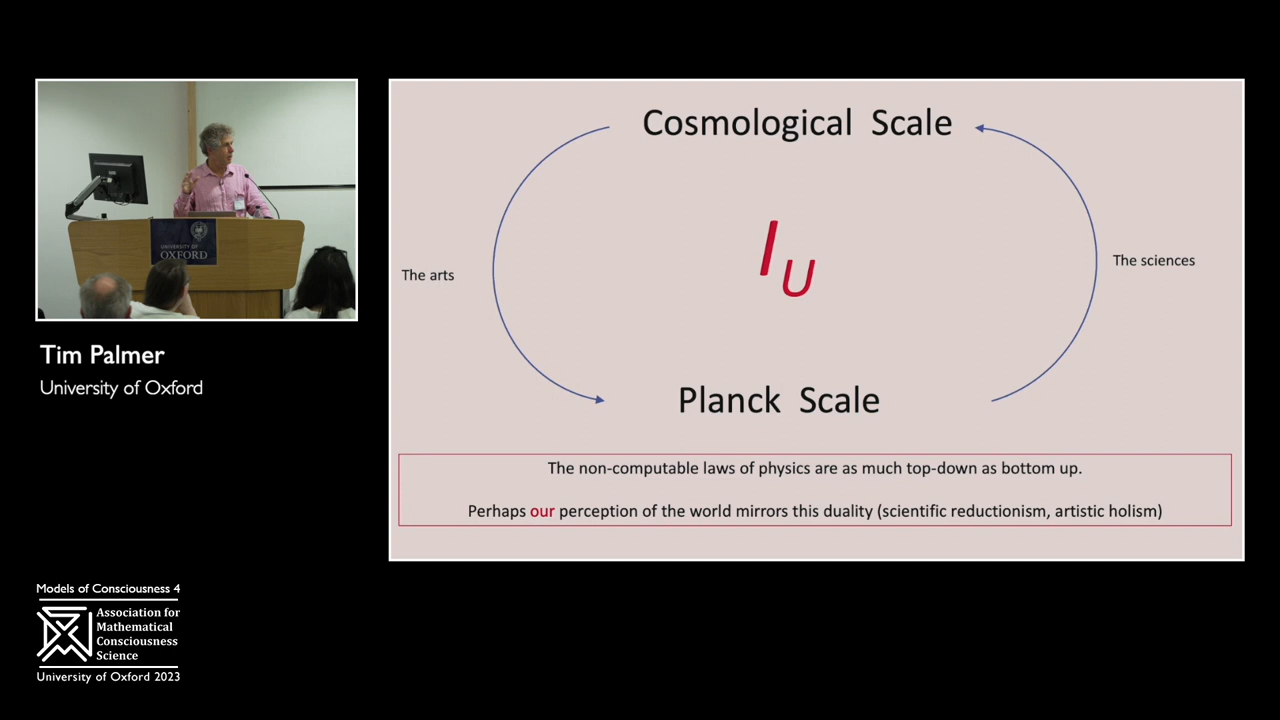 Cosmological Scale
I U
The arts
The sciences
Planck Scale
The non-computable laws of physics are as much top-down as bottom up.
Perhaps our perception of the world mirrors this duality (scientific reductionism, artistic holism)
UNIVERSITY OF
OXFORD
Tim Palmer
University of Oxford
Models of Consciousness 4
Association for
Mathematical
Consciousness
Science
University of Oxford 2023